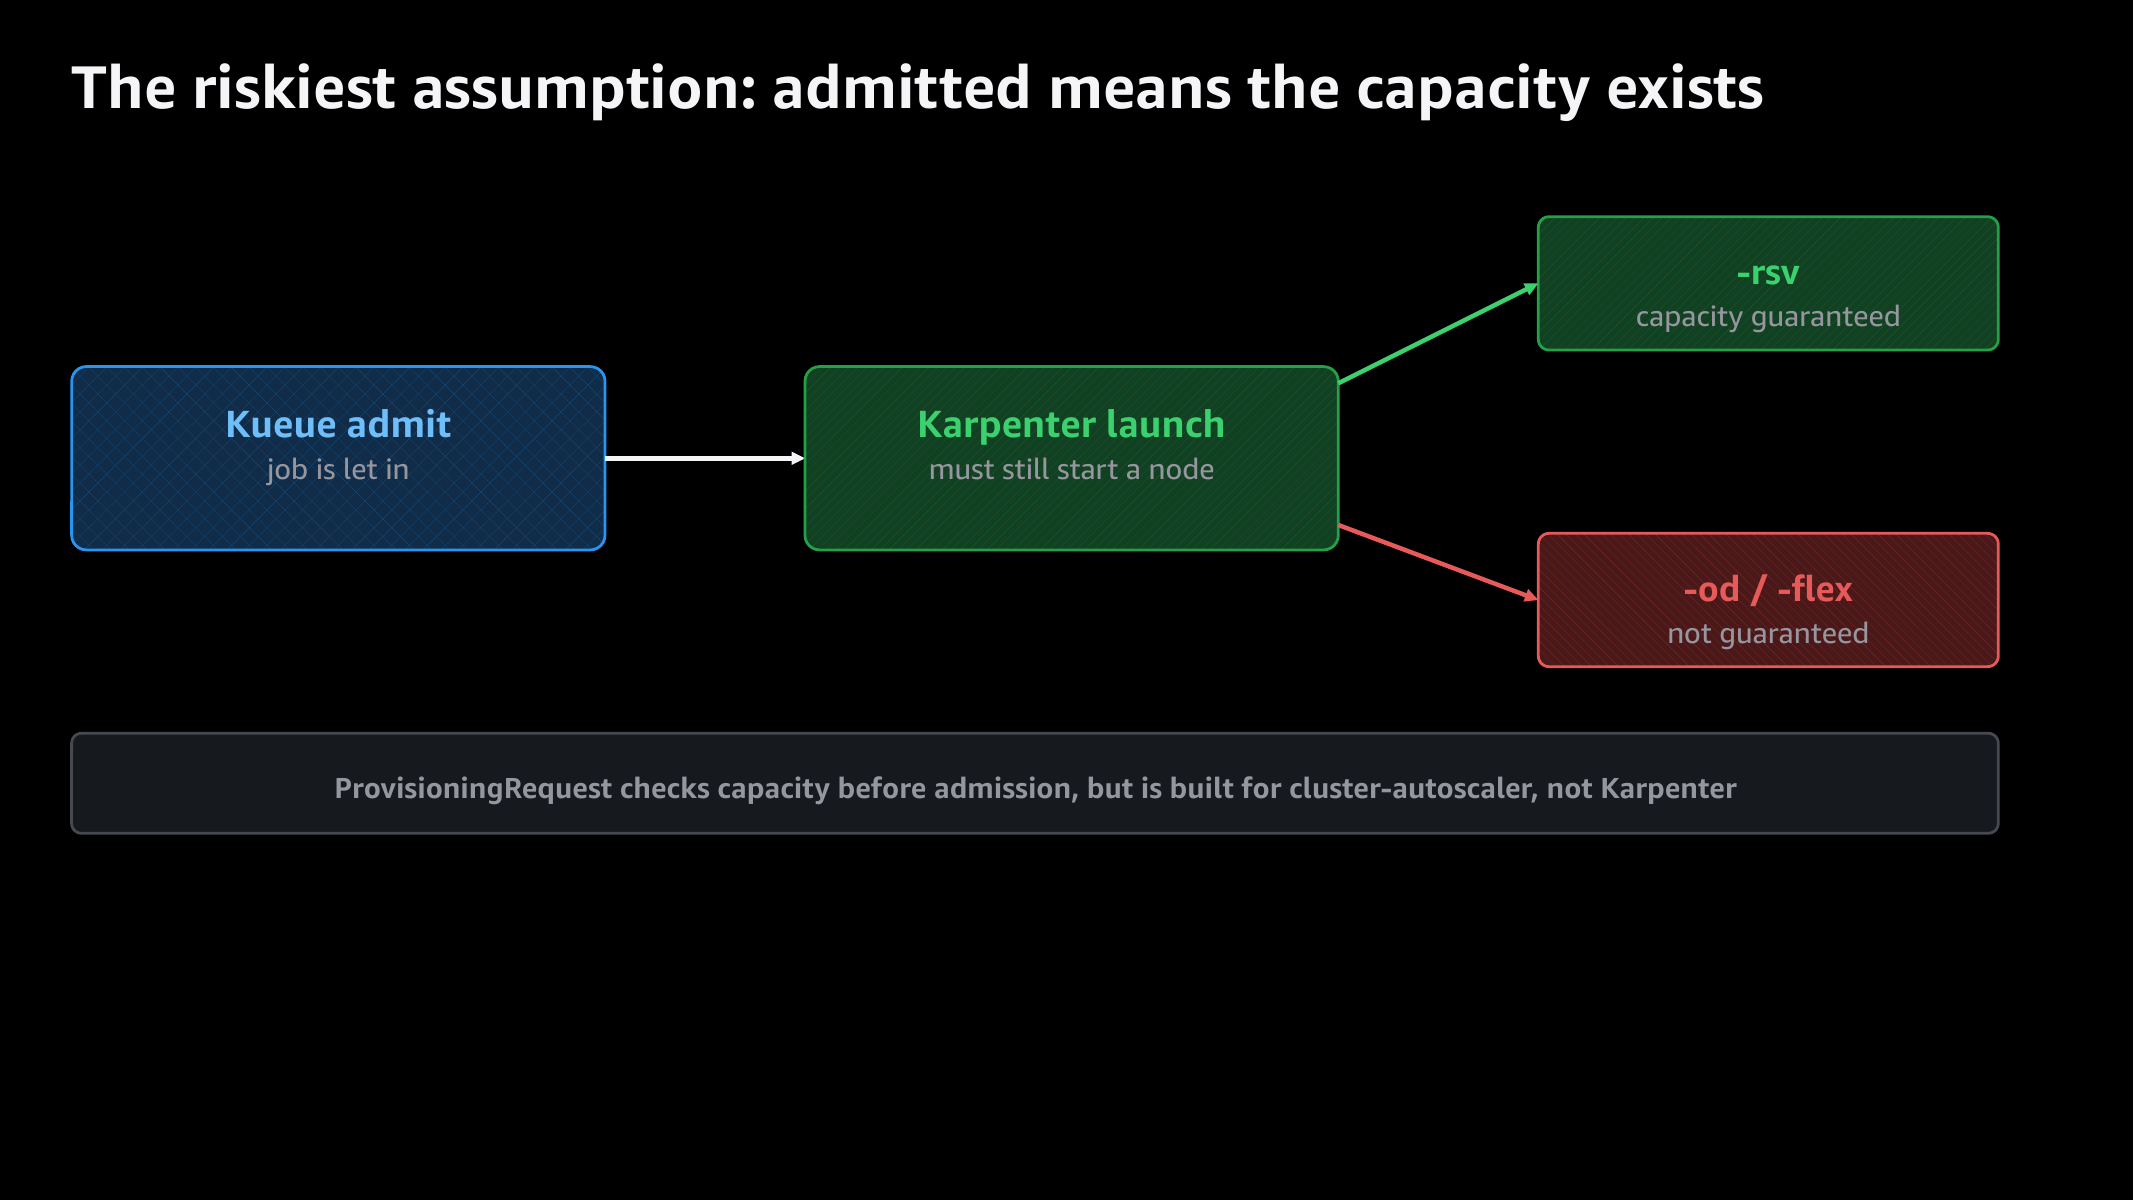 The riskiest assumption: admitted means the capacity exists
-rsv
capacity guaranteed
Kueue admit
job is let in
Karpenter launch
must still start a node
-od / -flex
not guaranteed
ProvisioningRequest checks capacity before admission, but is built for cluster-autoscaler, not Karpenter